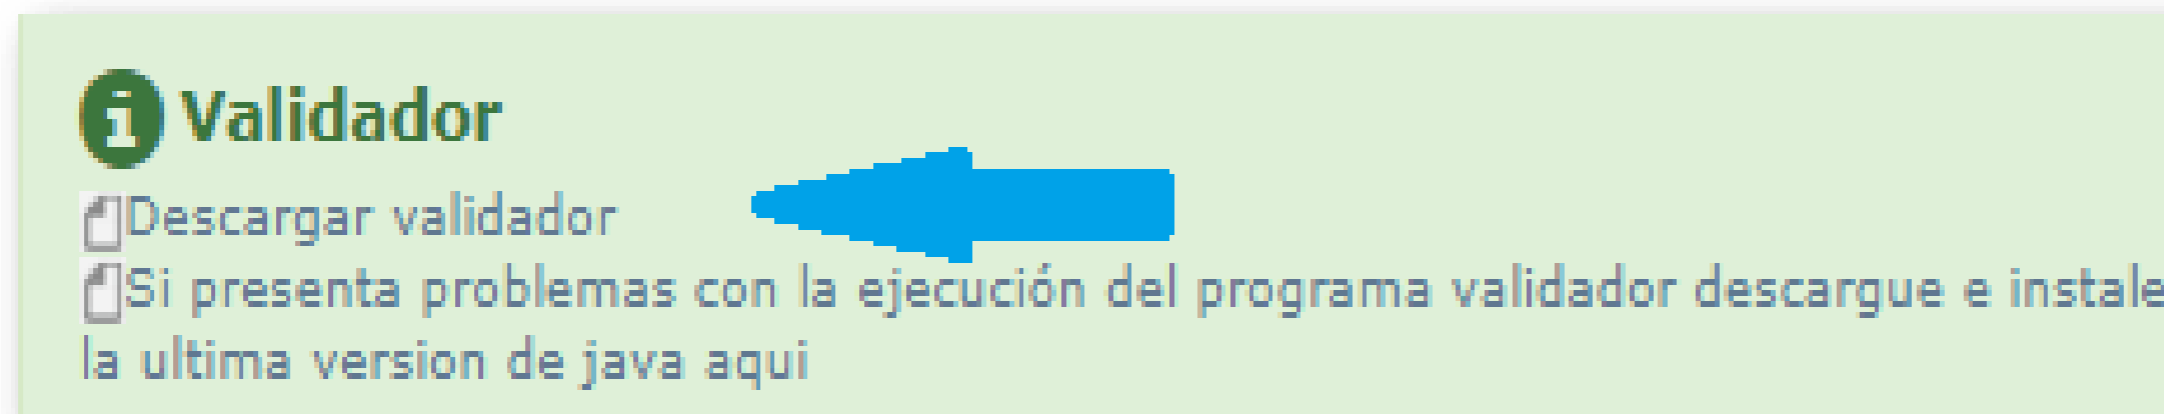 Validador
Descargar validador
Si presenta problemas con la ejecución del programa validador descargue e instale
la ultima version de java aqui